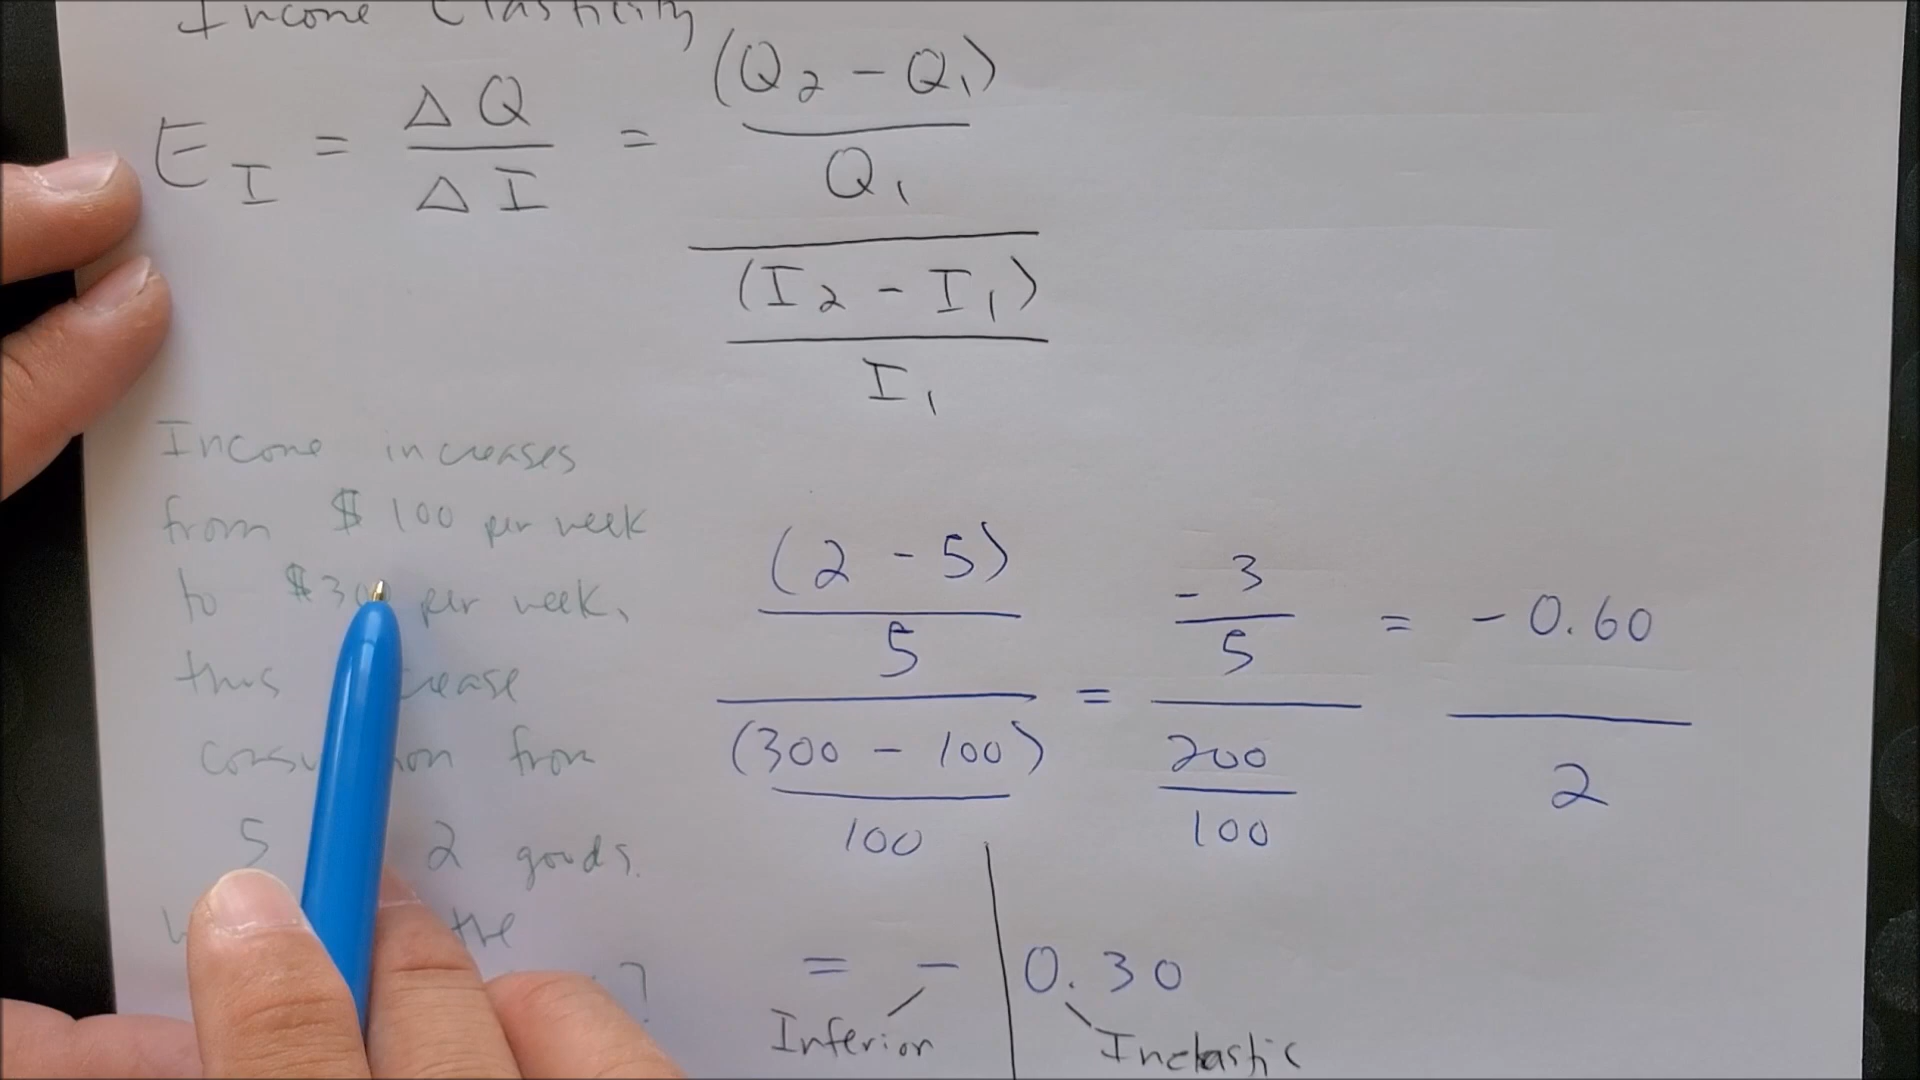 Income Elasticity
E_I = ΔQ / ΔI = ((Q2 - Q1) / Q1) / ((I2 - I1) / I1)
Income increases
from $100 per week
to $30 per week,
thus
from
5 2 goods.
the
?
((2 - 5) / 5) / ((300 - 100) / 100) = (-3 / 5) / (200 / 100) = -0.60 / 2
= - | 0.30
Inferior
Inelastic